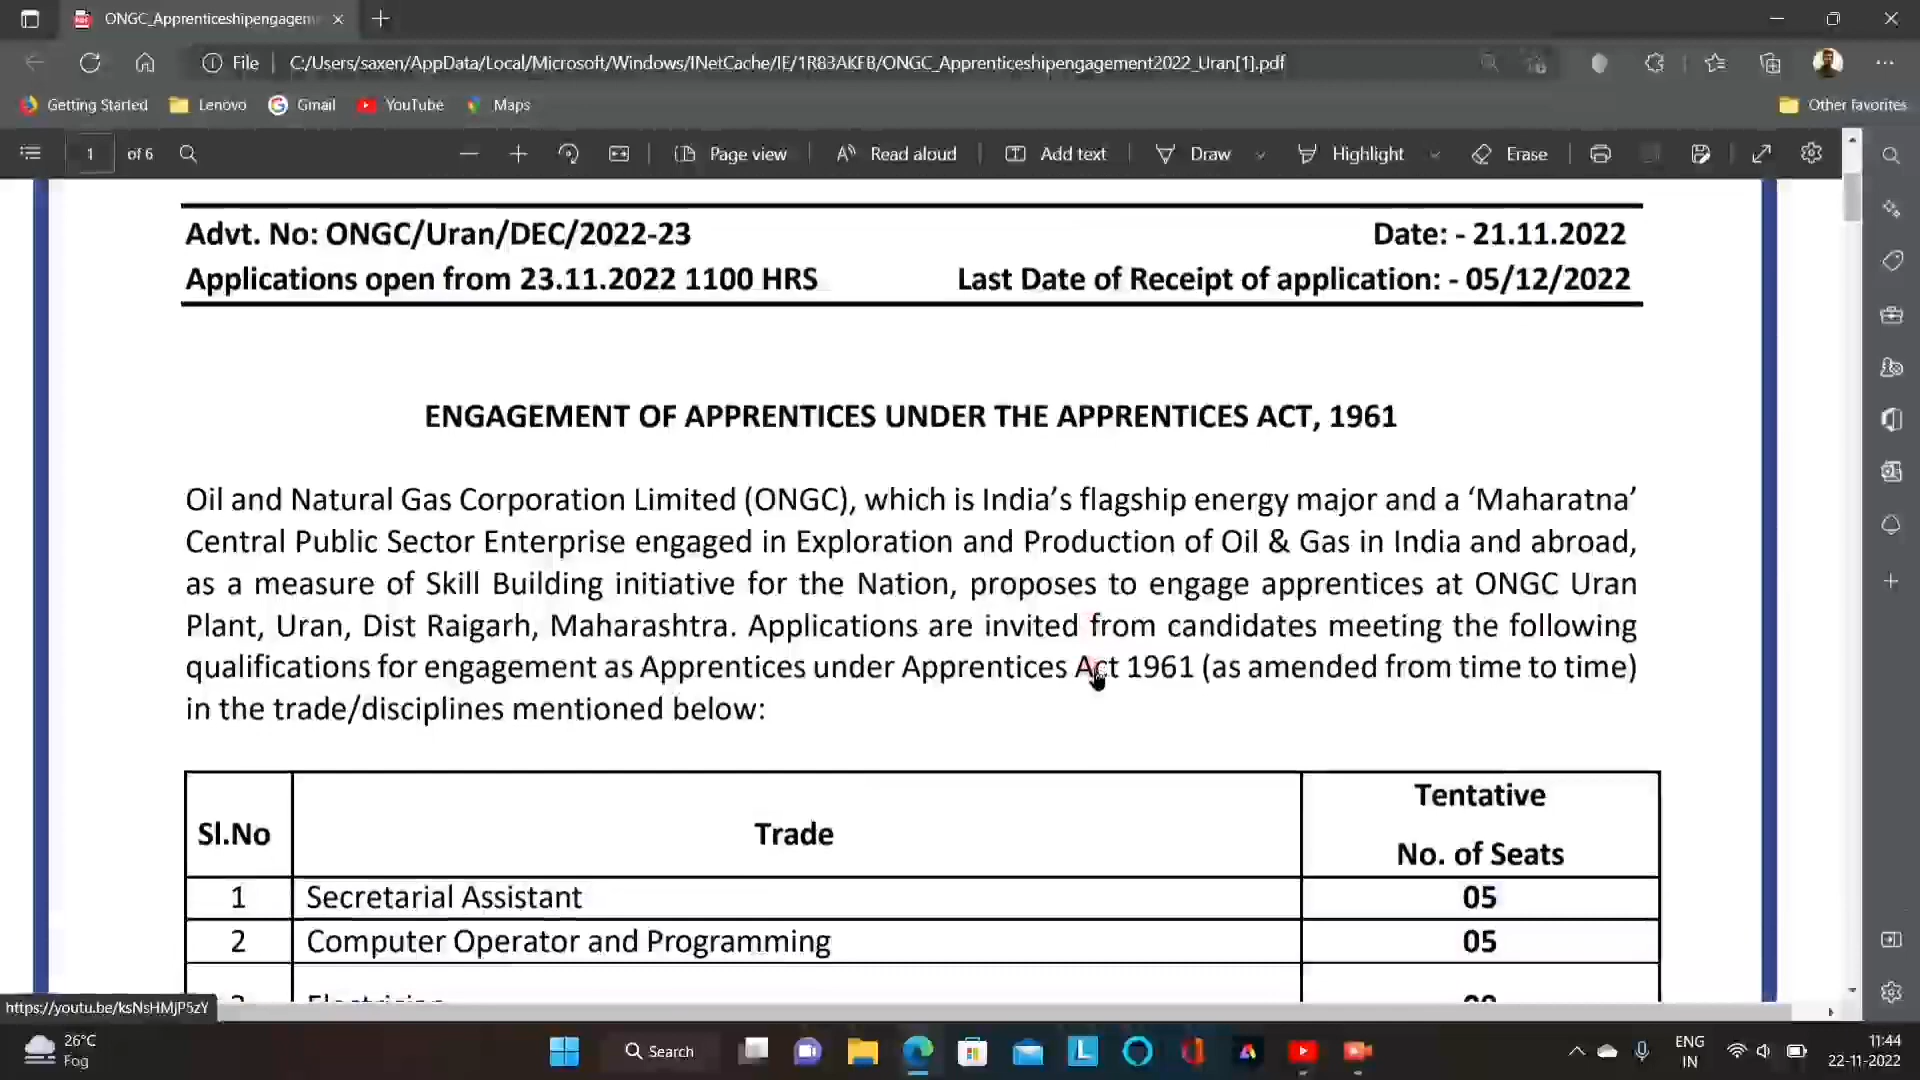 ONGC_Apprenticeshipengagem
File C:/Users/saxen/AppData/Local/Microsoft/Windows/INetCache/IE/1R83AKFB/ONGC_Apprenticeshipengagement2022_Uran[1].pdf
Getting Started Lenovo Gmail YouTube Maps Other favorites
1 of 6 Page view Read aloud Add text Draw Highlight Erase
Advt. No: ONGC/Uran/DEC/2022-23 Date: - 21.11.2022
Applications open from 23.11.2022 1100 HRS Last Date of Receipt of application: - 05/12/2022
ENGAGEMENT OF APPRENTICES UNDER THE APPRENTICES ACT, 1961
Oil and Natural Gas Corporation Limited (ONGC), which is India’s flagship energy major and a ‘Maharatna’
Central Public Sector Enterprise engaged in Exploration and Production of Oil & Gas in India and abroad,
as a measure of Skill Building initiative for the Nation, proposes to engage apprentices at ONGC Uran
Plant, Uran, Dist Raigarh, Maharashtra. Applications are invited from candidates meeting the following
qualifications for engagement as Apprentices under Apprentices Act 1961 (as amended from time to time)
in the trade/disciplines mentioned below:
Sl.No Trade Tentative
No. of Seats
1 Secretarial Assistant 05
2 Computer Operator and Programming 05
https://youtu.be/ksNsHMjP5zY
26°C
Fog
Search
ENG
IN
11:44
22-11-2022